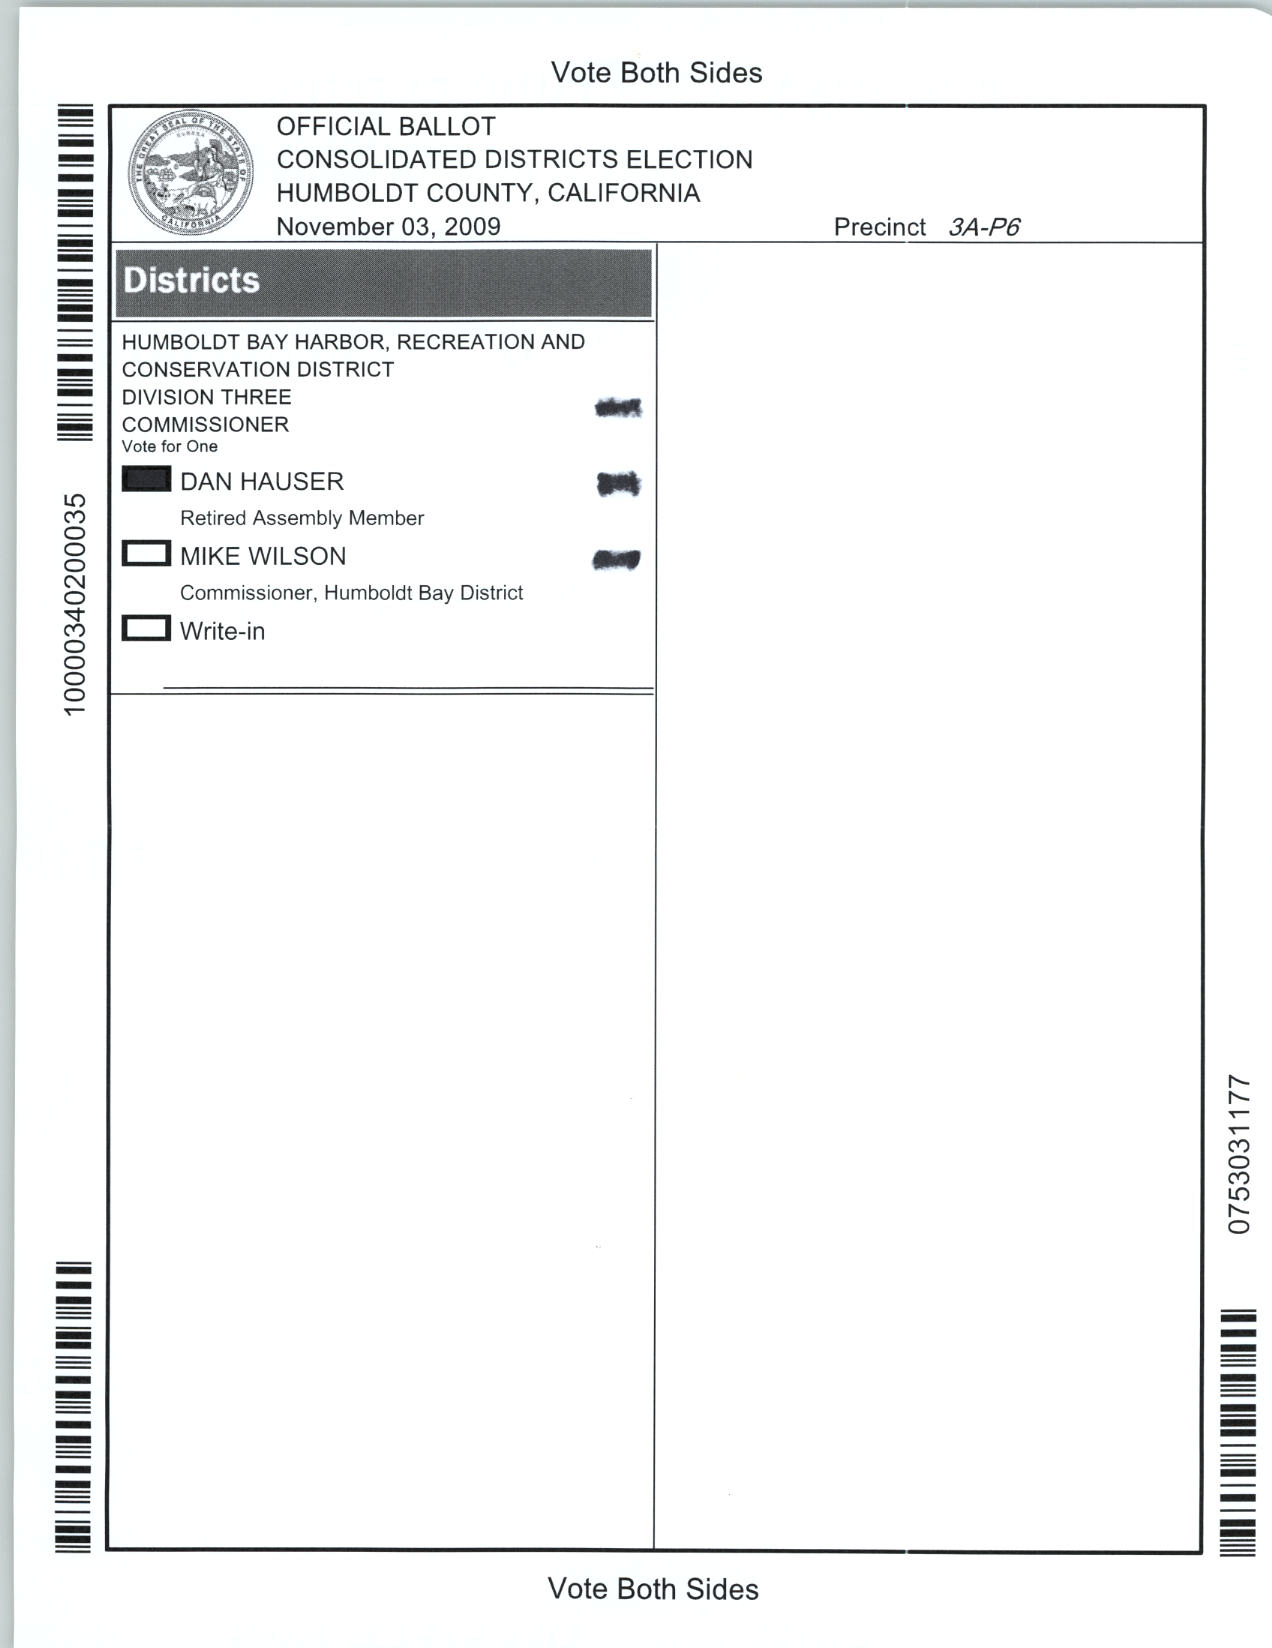 Vote Both Sides
THE GREAT SEAL OF THE STATE OF CALIFORNIA
EUREKA
OFFICIAL BALLOT
CONSOLIDATED DISTRICTS ELECTION
HUMBOLDT COUNTY, CALIFORNIA
November 03, 2009
Precinct 3A-P6
Districts
HUMBOLDT BAY HARBOR, RECREATION AND
CONSERVATION DISTRICT
DIVISION THREE
COMMISSIONER
Vote for One
DAN HAUSER
Retired Assembly Member
MIKE WILSON
Commissioner, Humboldt Bay District
Write-in
10000340200035
0753031177
Vote Both Sides